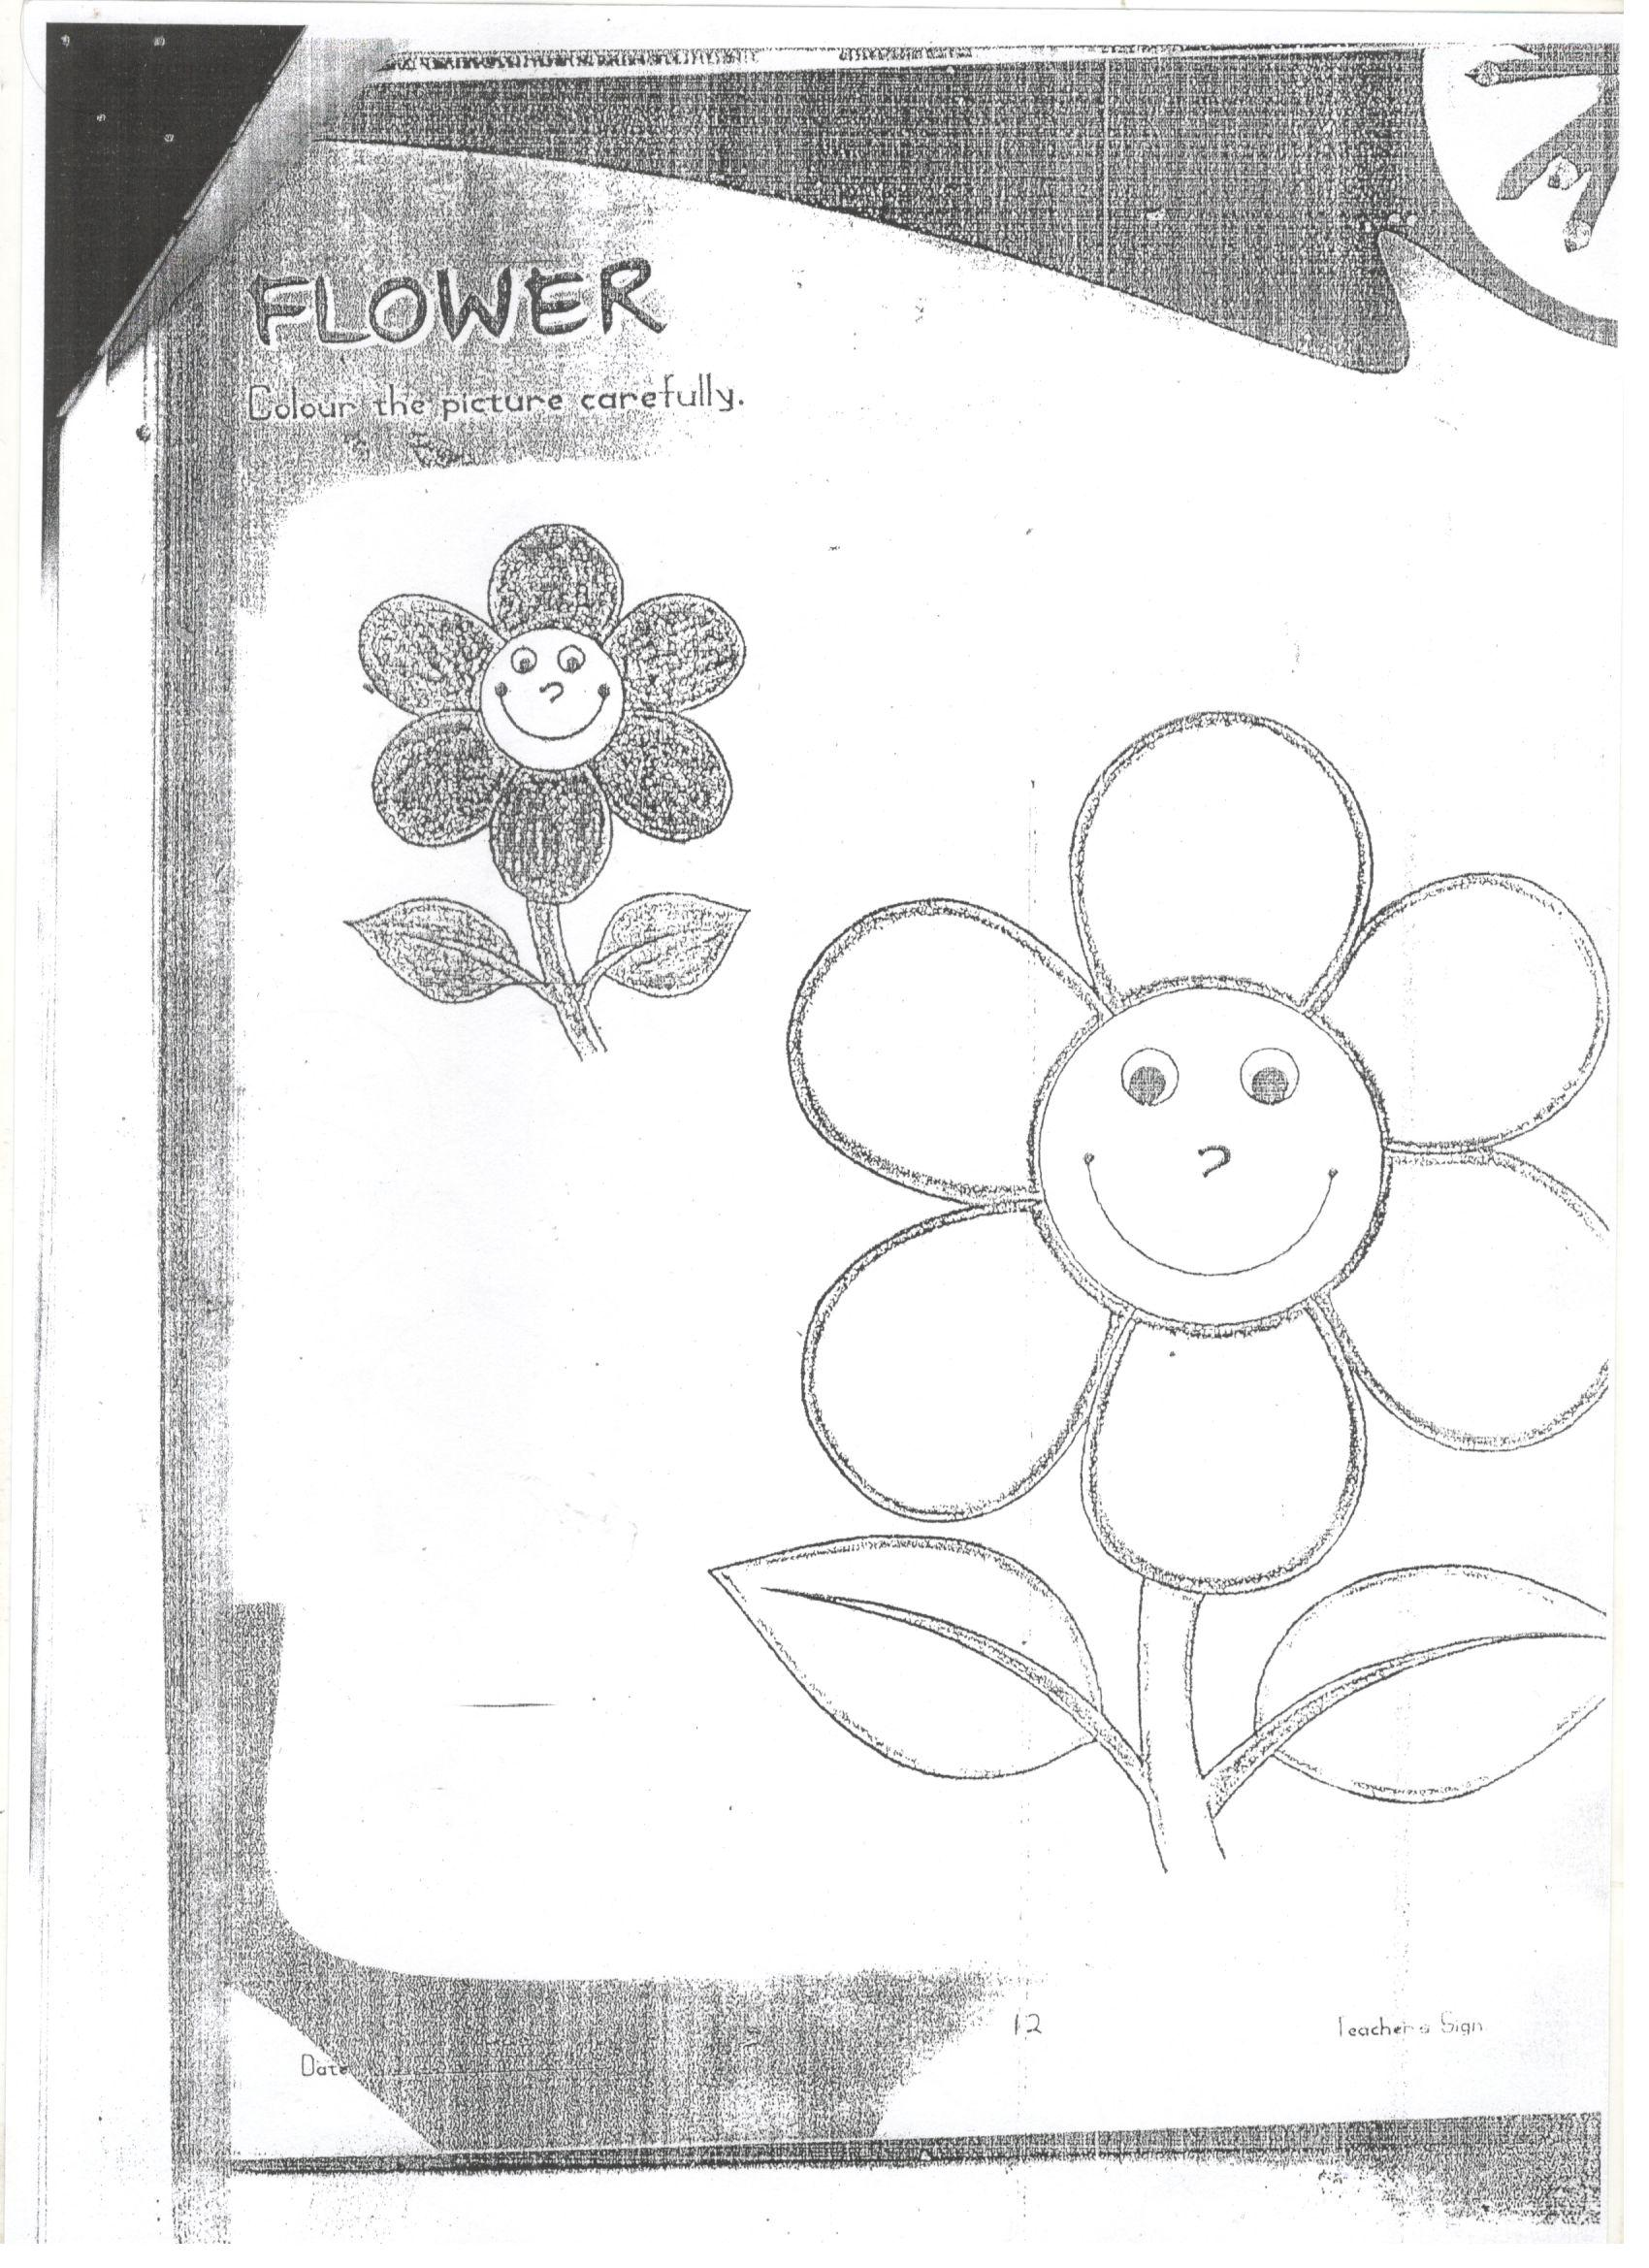 FLOWER
Colour the picture carefully.
12
Teacher's Sign
Date